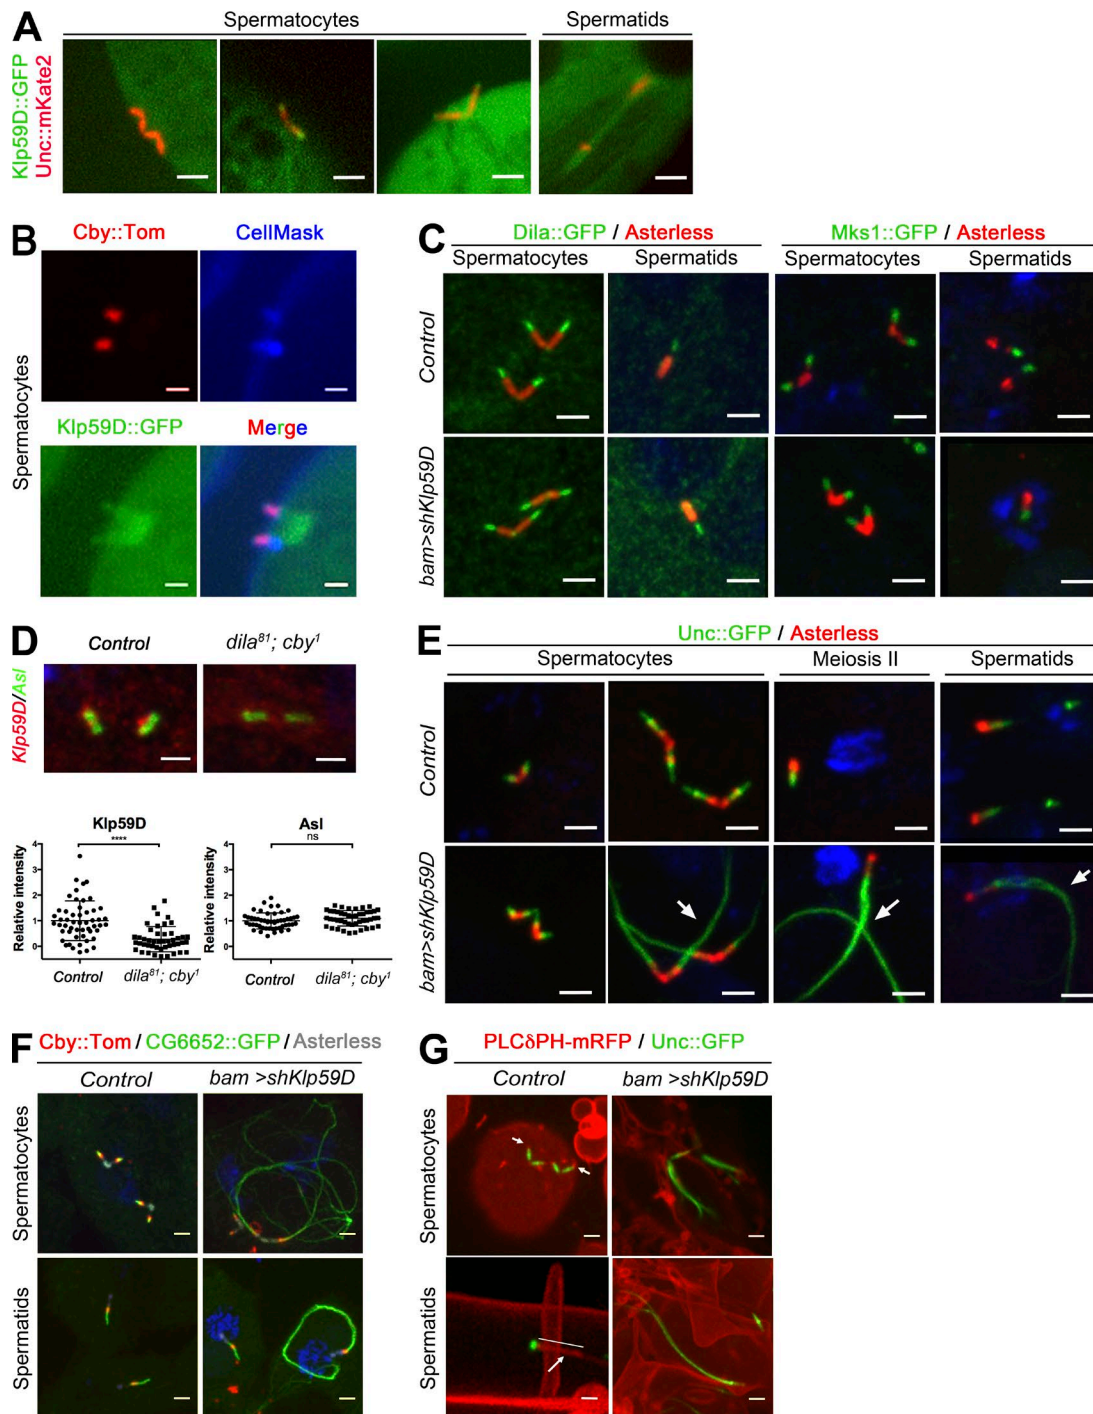 A
Spermatocytes
Spermatids
Klp59D::GFP
Unc::mKate2
B
Cby::Tom
CellMask
Spermatocytes
Klp59D::GFP
Merge
C
Dila::GFP / Asterless
Mks1::GFP / Asterless
Spermatocytes
Spermatids
Spermatocytes
Spermatids
Control
bam>shKlp59D
D
Control
dila⁸¹; cby¹
Klp59D/Asl
Klp59D
Asl
****
ns
Relative intensity
4
3
2
1
0
Control
dila⁸¹; cby¹
Relative intensity
4
3
2
1
0
Control
dila⁸¹; cby¹
E
Unc::GFP / Asterless
Spermatocytes
Meiosis II
Spermatids
Control
bam>shKlp59D
F
Cby::Tom / CG6652::GFP / Asterless
Control
bam >shKlp59D
Spermatocytes
Spermatids
G
PLCδPH-mRFP / Unc::GFP
Control
bam >shKlp59D
Spermatocytes
Spermatids